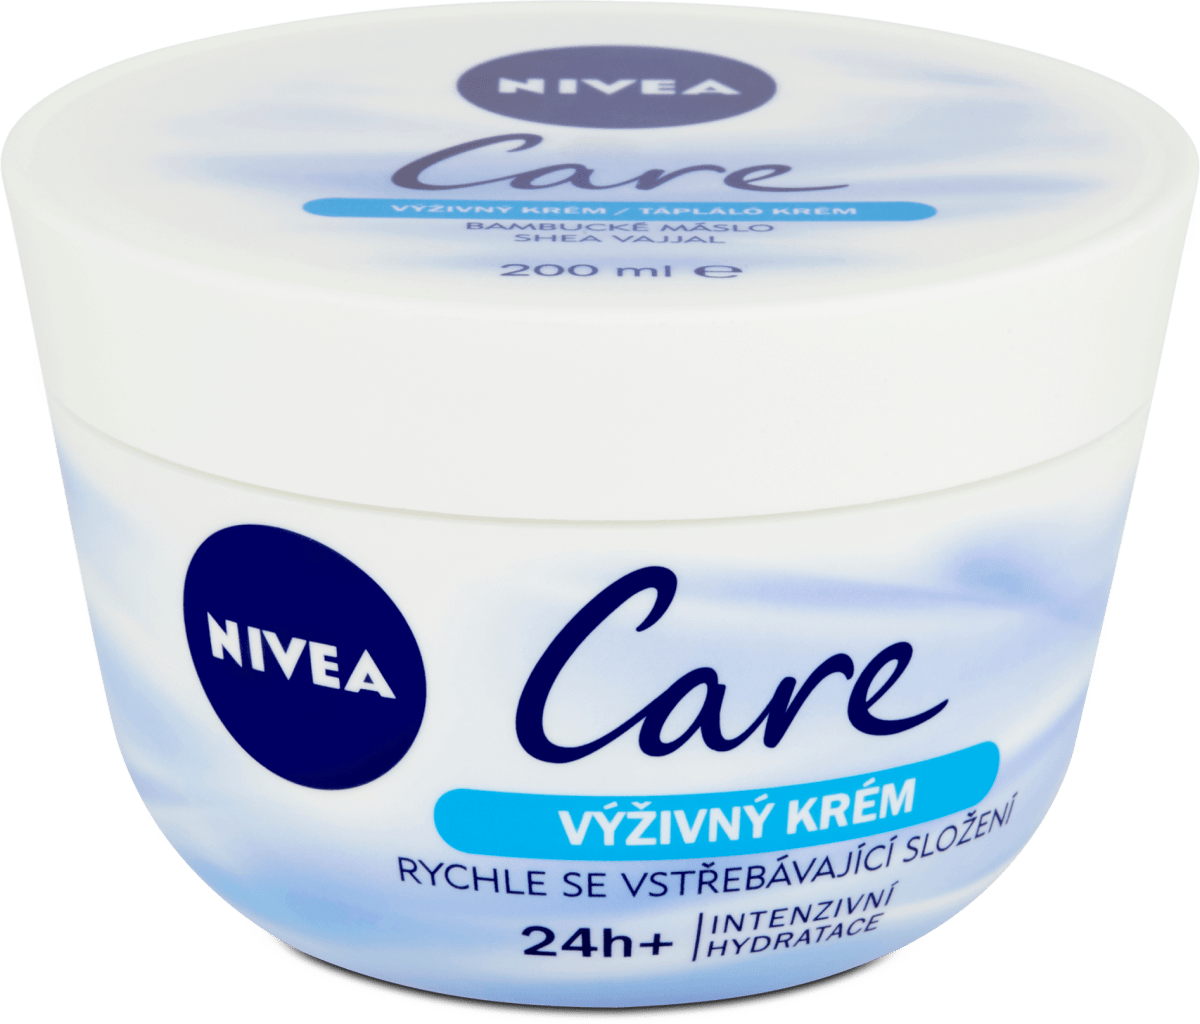 NIVEA
Care
VÝŽIVNÝ KRÉM / TÁPLÁLÓ KRÉM
BAMBUCKÉ MÁSLO
SHEA VAJJAL
200 ml ℮
NIVEA
Care
VÝŽIVNÝ KRÉM
RYCHLE SE VSTŘEBÁVAJÍCÍ SLOŽENÍ
24h+ | INTENZIVNÍ
HYDRATACE